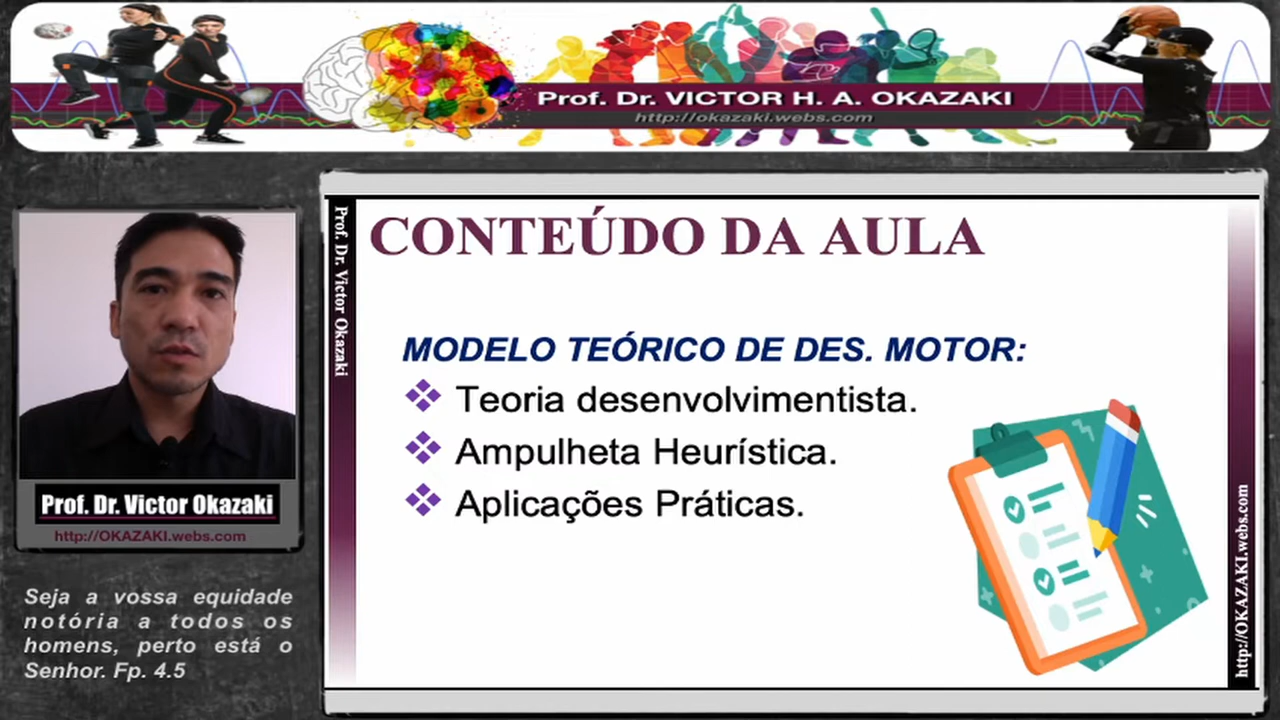 Prof. Dr. VICTOR H. A. OKAZAKI
http://okazaki.webs.com
Prof. Dr. Victor Okazaki
http://OKAZAKI.webs.com
Seja a vossa equidade
notória a todos os
homens, perto está o
Senhor. Fp. 4.5
Prof. Dr. Victor Okazaki
CONTEÚDO DA AULA
MODELO TEÓRICO DE DES. MOTOR:
Teoria desenvolvimentista.
Ampulheta Heurística.
Aplicações Práticas.
http://OKAZAKI.webs.com